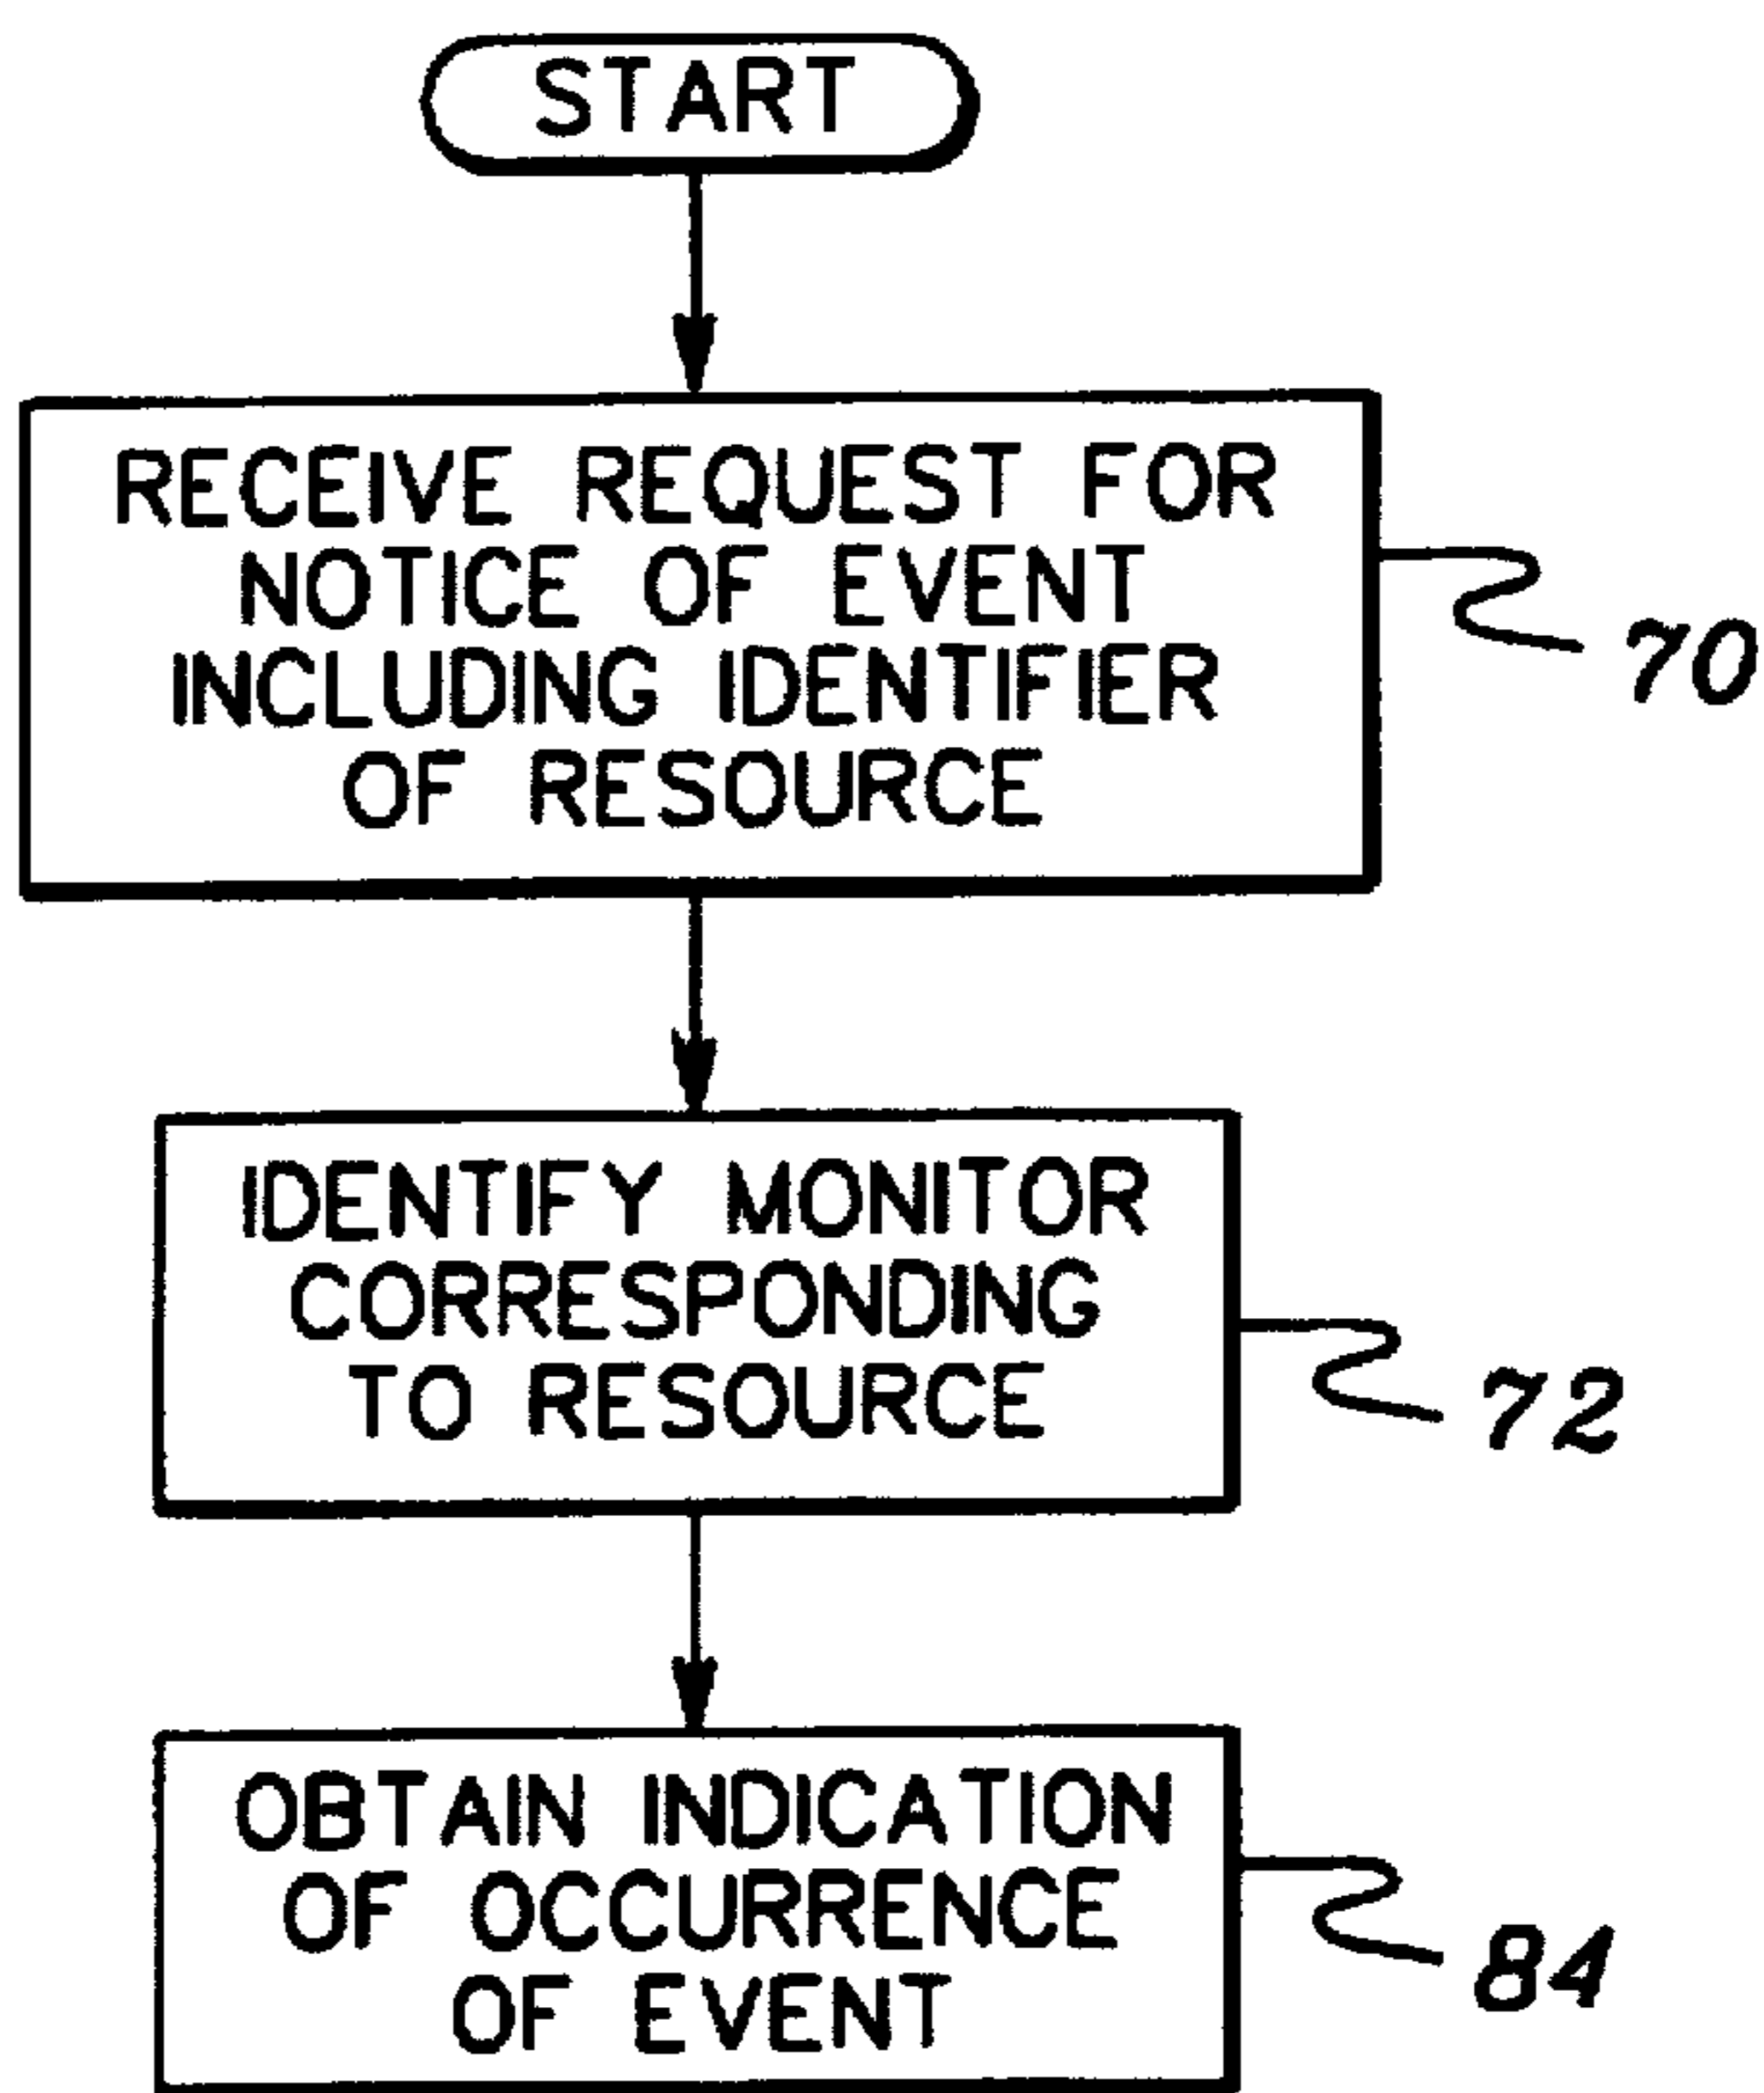 START
RECEIVE REQUEST FOR
NOTICE OF EVENT
INCLUDING IDENTIFIER
OF RESOURCE
70
IDENTIFY MONITOR
CORRESPONDING
TO RESOURCE
72
OBTAIN INDICATION
OF OCCURRENCE
OF EVENT
84